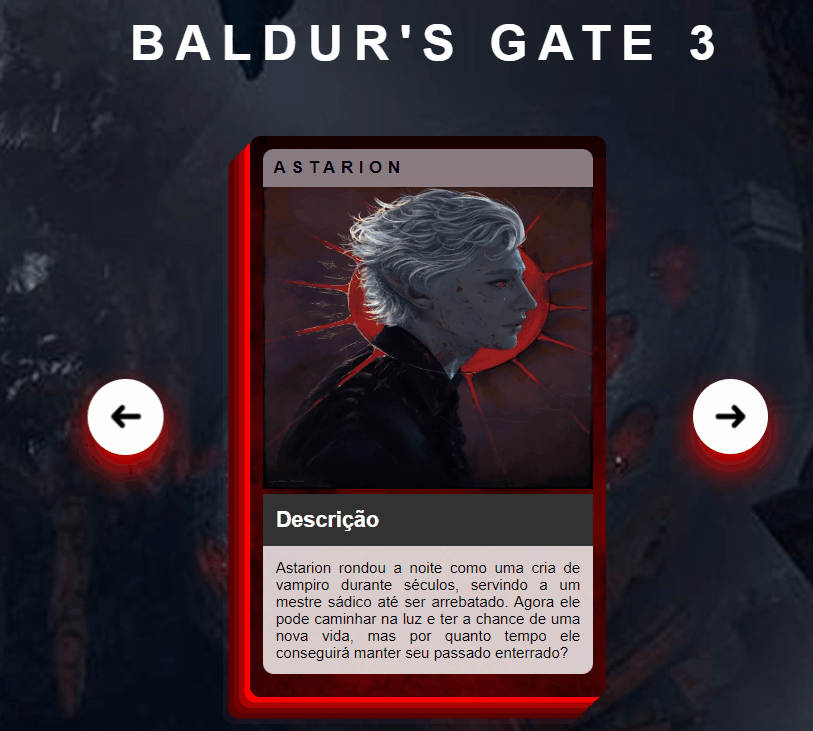 BALDUR'S GATE 3
ASTARION
Descrição
Astarion rondou a noite como uma cria de
vampiro durante séculos, servindo a um
mestre sádico até ser arrebatado. Agora ele
pode caminhar na luz e ter a chance de uma
nova vida, mas por quanto tempo ele
conseguirá manter seu passado enterrado?